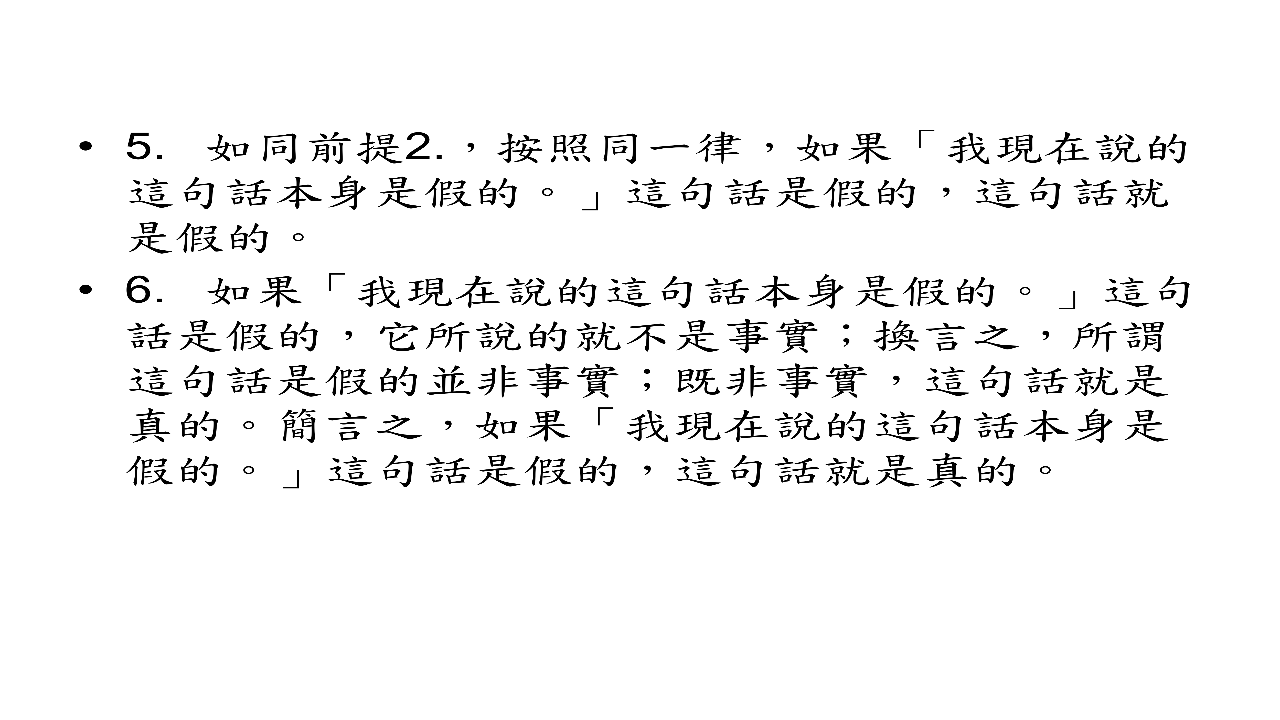 • 5. 如同前提2.，按照同一律，如果「我現在說的
這句話本身是假的。」這句話是假的，這句話就
是假的。
• 6. 如果「我現在說的這句話本身是假的。」這句
話是假的，它所說的就不是事實；換言之，所謂
這句話是假的並非事實；既非事實，這句話就是
真的。簡言之，如果「我現在說的這句話本身是
假的。」這句話是假的，這句話就是真的。